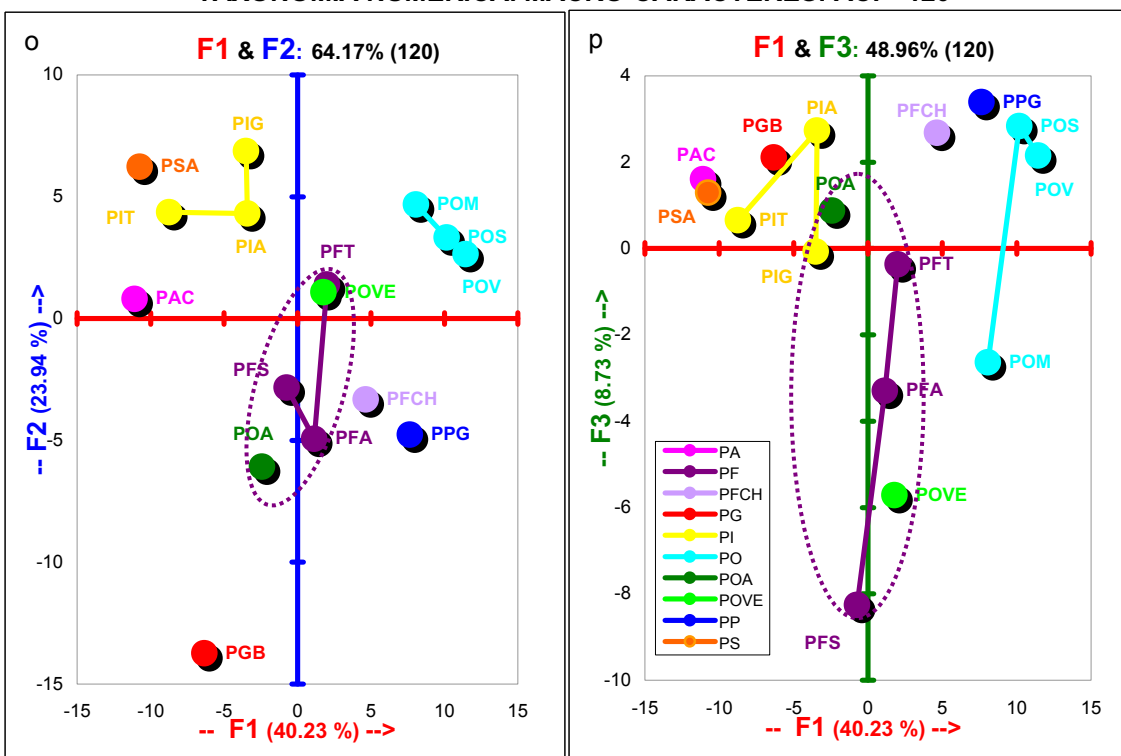 o
F1 & F2: 64.17% (120)
10
5
0
-5
-10
-15
-15
-10
-5
0
5
10
15
PIG
PSA
PIT
PIA
POM
POS
POV
PFT
POVE
PAC
PFS
PFCH
POA
PFA
PPG
PGB
-- F2 (23.94 %) -->
-- F1 (40.23 %) -->
p
F1 & F3: 48.96% (120)
4
2
0
-2
-4
-6
-8
-10
-15
-10
-5
0
5
10
15
PIA
PFCH
PPG
PGB
POS
PAC
POA
POV
PSA
PIT
PIG
PFT
POM
PFA
POVE
PFS
PA
PF
PFCH
PG
PI
PO
POA
POVE
PP
PS
-- F3 (8.73 %) -->
-- F1 (40.23 %) -->